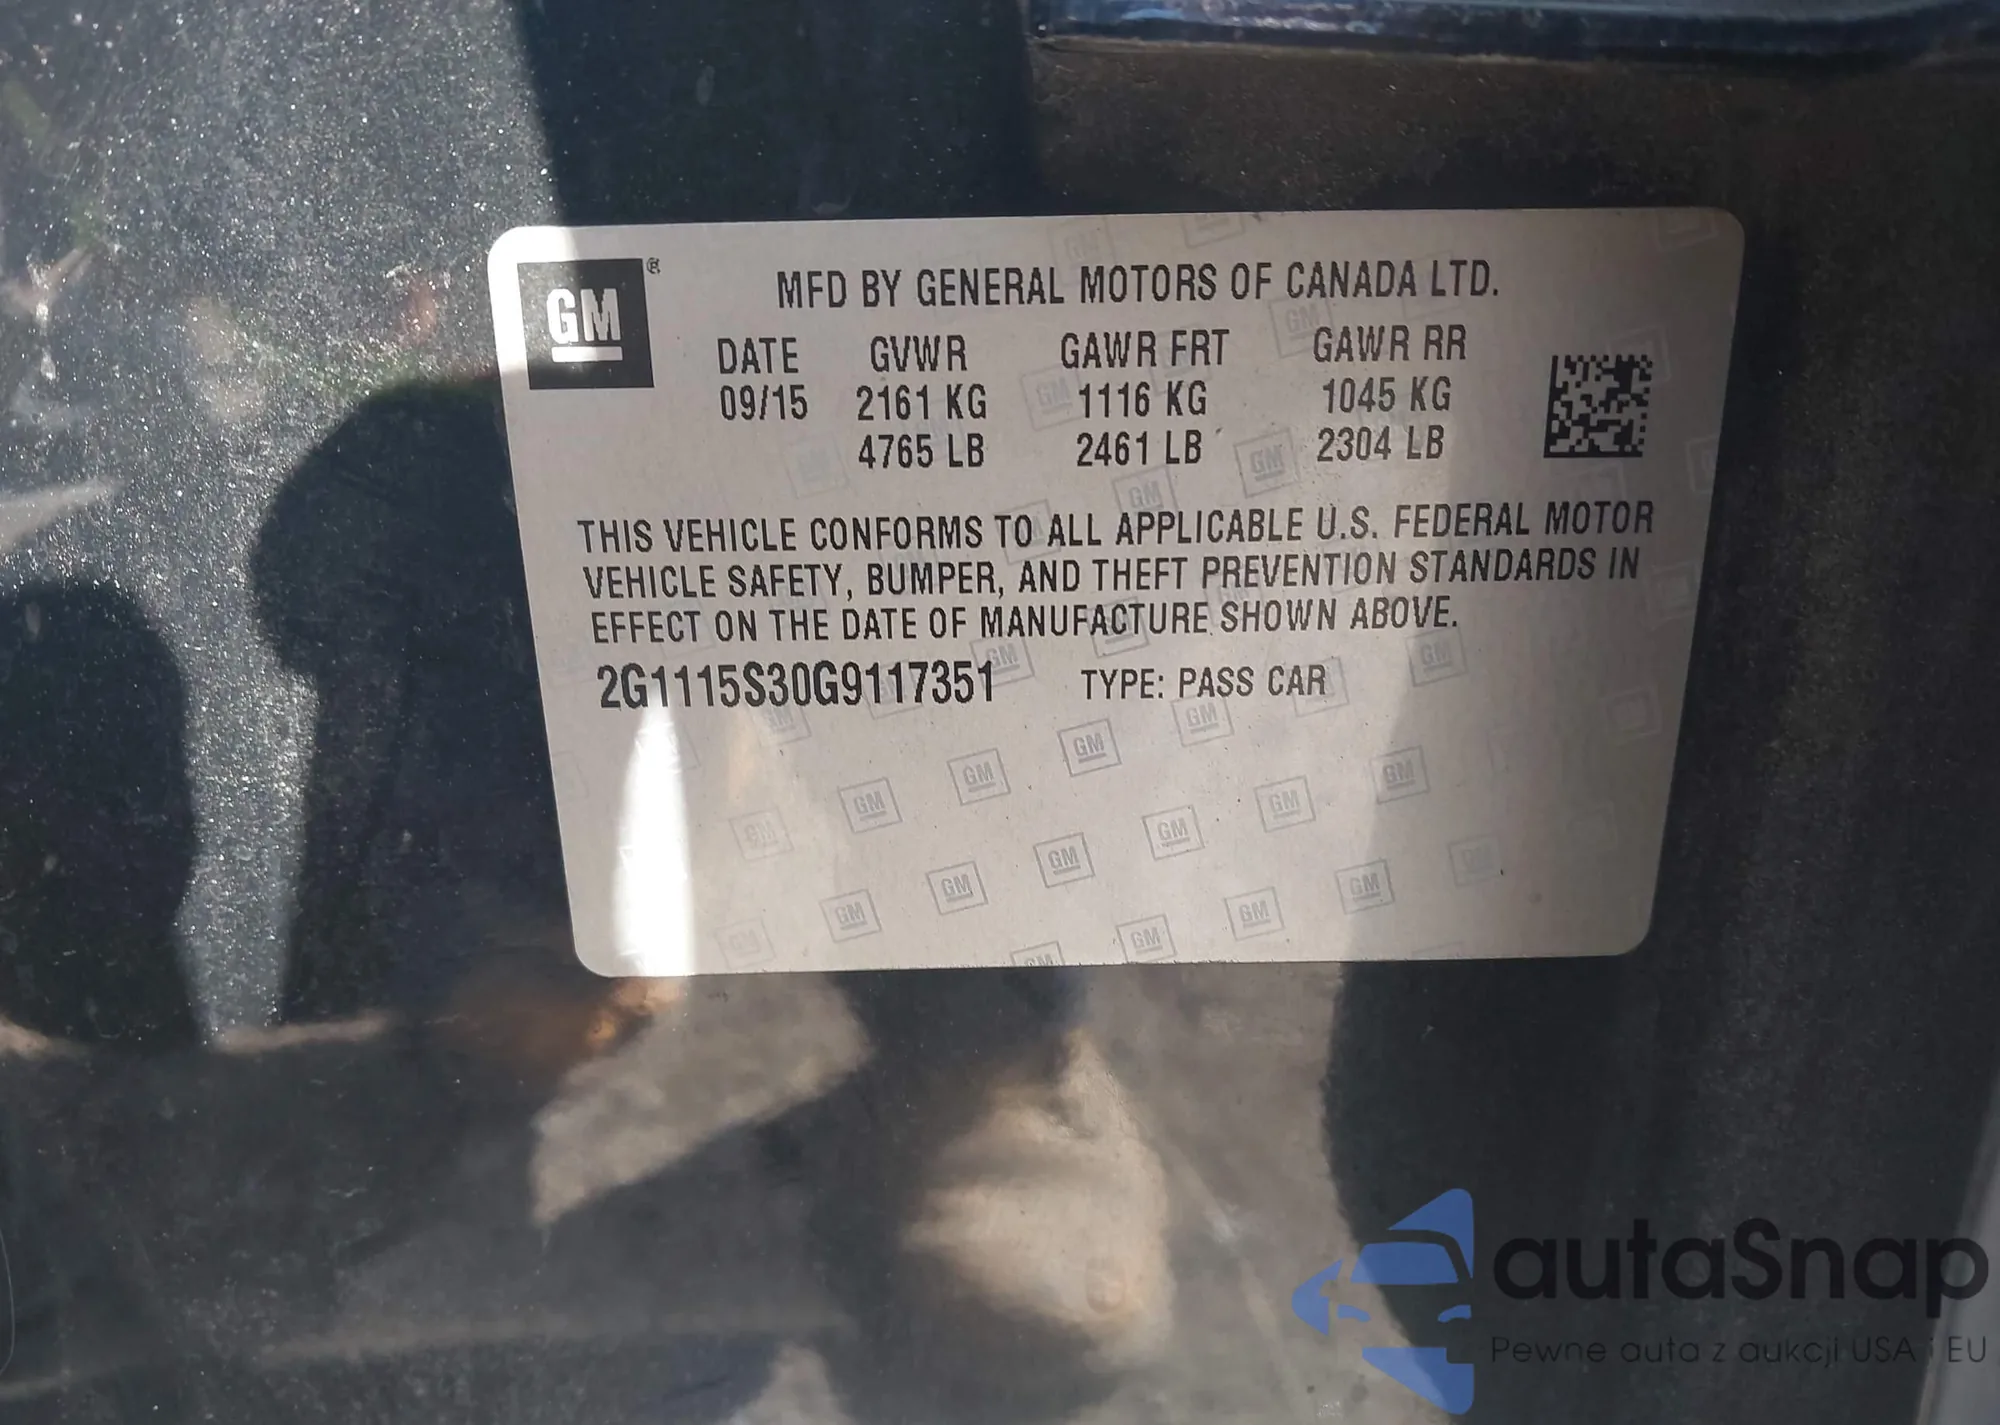 GM®
MFD BY GENERAL MOTORS OF CANADA LTD.
DATE GVWR GAWR FRT GAWR RR
09/15 2161 KG 1116 KG 1045 KG
4765 LB 2461 LB 2304 LB
THIS VEHICLE CONFORMS TO ALL APPLICABLE U.S. FEDERAL MOTOR
VEHICLE SAFETY, BUMPER, AND THEFT PREVENTION STANDARDS IN
EFFECT ON THE DATE OF MANUFACTURE SHOWN ABOVE.
2G1115S30G9117351 TYPE: PASS CAR
autaSnap
Pewne auta z aukcji USA i EU